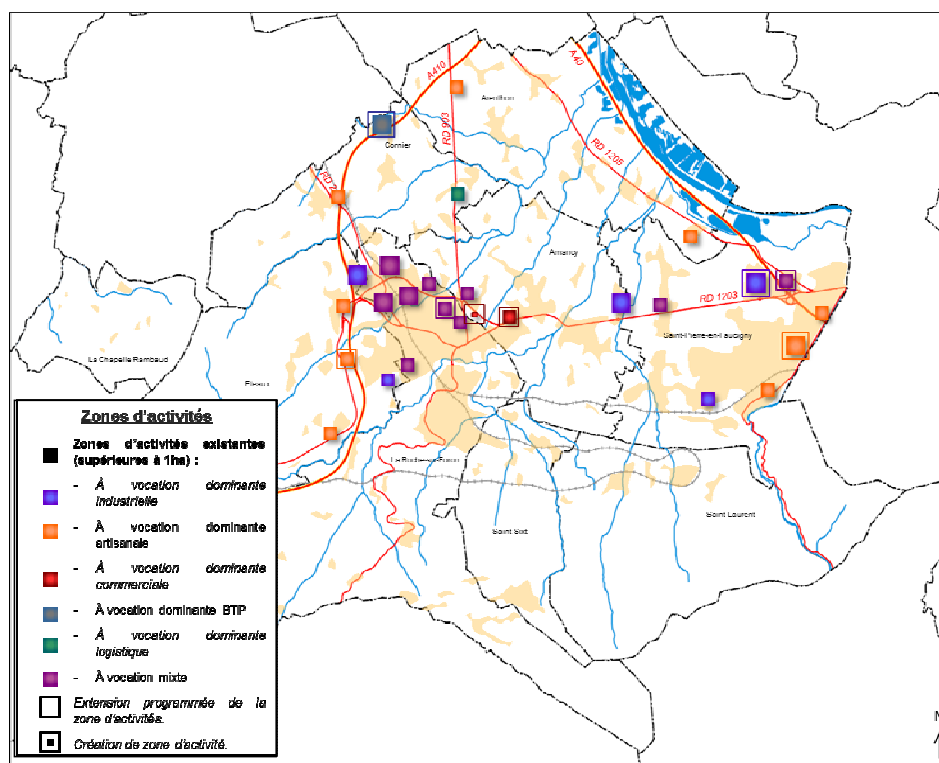 A410
A40
Arenthon
RD 903
Cornier
RD 1203
RD 2
Amancy
RD 1203
Saint-Pierre-en-Faucigny
La Chapelle Rambaud
Eteaux
La Roche-sur-Foron
Saint Laurent
Saint Sixt
Zones d'activités
Zones d'activités existantes
(supérieures à 1ha) :
- À vocation dominante
industrielle
- À vocation dominante
artisanale
- À vocation dominante
commerciale
- À vocation dominante BTP
- À vocation dominante
logistique
- À vocation mixte
Extension programmée de la
zone d'activités.
Création de zone d'activité.
N